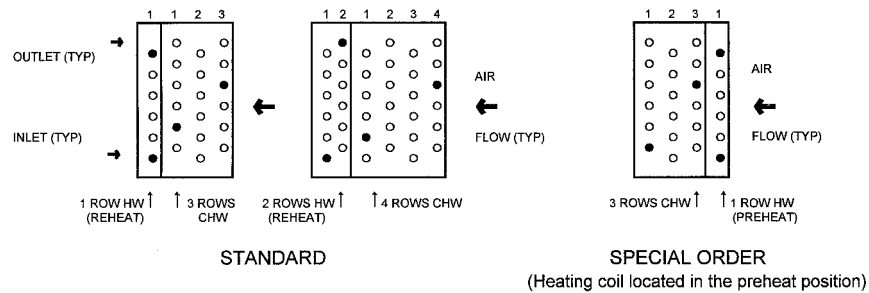 1 1 2 3
1 2 1 2 3 4
1 2 3 1
OUTLET (TYP)
INLET (TYP)
AIR
FLOW (TYP)
AIR
FLOW (TYP)
1 ROW HW
(REHEAT)
3 ROWS
CHW
2 ROWS HW
(REHEAT)
4 ROWS CHW
3 ROWS CHW
1 ROW HW
(PREHEAT)
STANDARD
SPECIAL ORDER
(Heating coil located in the preheat position)